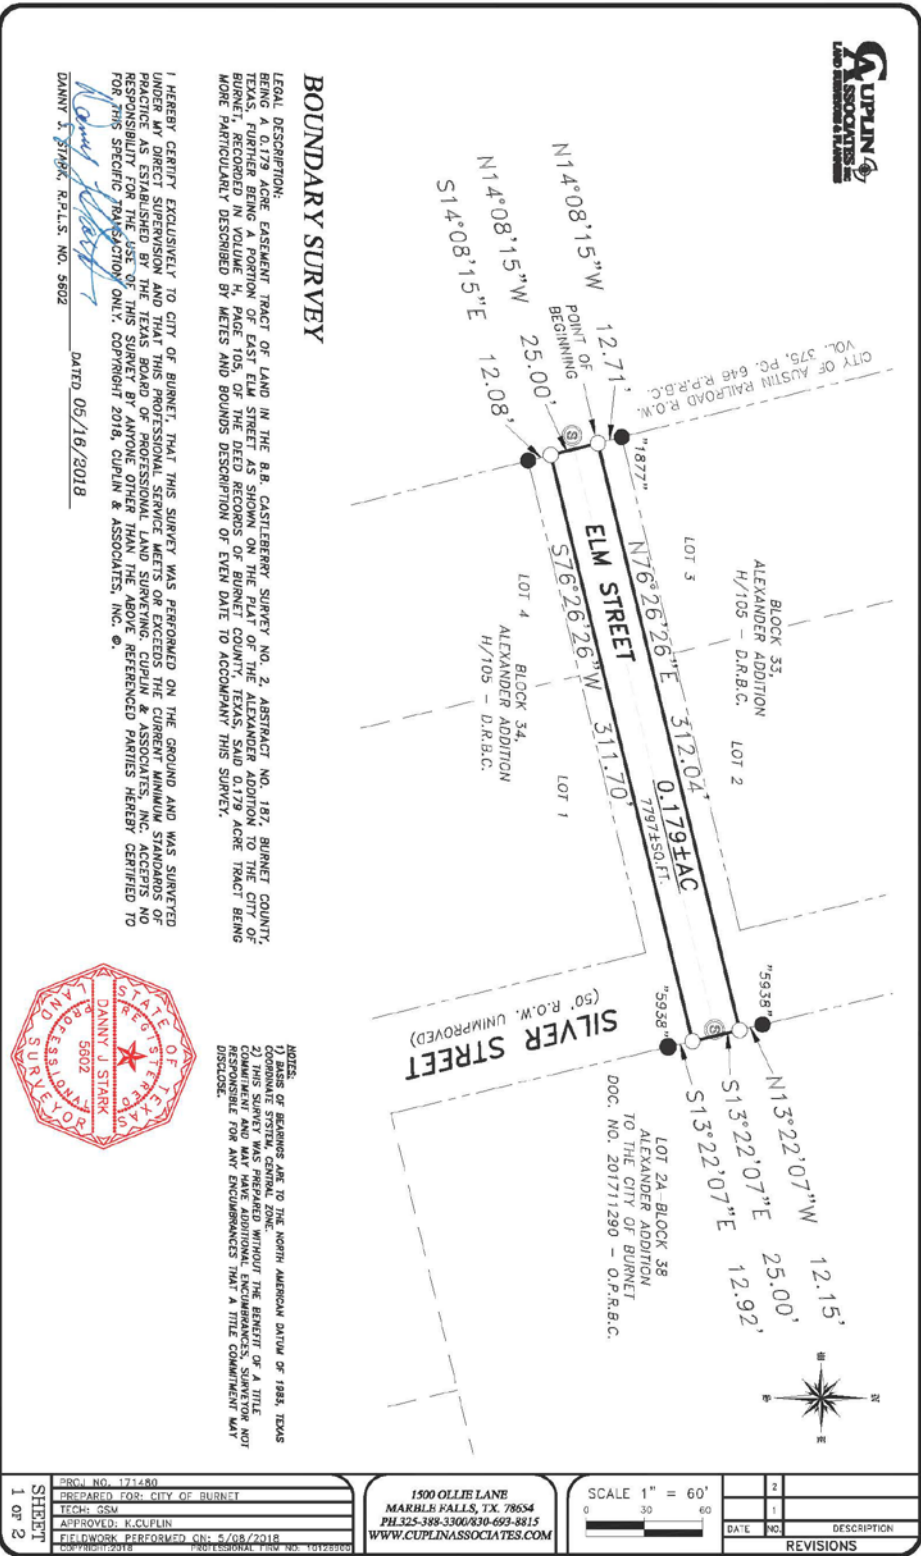 CUPLIN
ASSOCIATES INC
LAND SURVEYORS & PLANNERS
CITY OF AUSTIN RAILROAD R.O.W.
VOL. 375, PG. 646 R.P.R.B.C.
N14°08'15"W 12.71'
POINT OF
BEGINNING
N14°08'15"W 25.00'
S14°08'15"E 12.08'
"1877"
S
LOT 3
BLOCK 33,
ALEXANDER ADDITION
H/105 - D.R.B.C.
LOT 2
N76°26'26"E 312.04'
ELM STREET
0.179±AC
7797±SQ.FT.
S76°26'26"W 311.70'
LOT 4
BLOCK 34,
ALEXANDER ADDITION
H/105 - D.R.B.C.
LOT 1
"5938"
S
"5938"
N13°22'07"W 12.15'
S13°22'07"E 25.00'
S13°22'07"E 12.92'
SILVER STREET
(50' R.O.W. UNIMPROVED)
LOT 2A-BLOCK 38
ALEXANDER ADDITION
TO THE CITY OF BURNET
DOC. NO. 201711290 - O.P.R.B.C.
BOUNDARY SURVEY
LEGAL DESCRIPTION:
BEING A 0.179 ACRE EASEMENT TRACT OF LAND IN THE B.B. CASTLEBERRY SURVEY NO. 2, ABSTRACT NO. 187, BURNET COUNTY,
TEXAS, FURTHER BEING A PORTION OF EAST ELM STREET AS SHOWN ON THE PLAT OF THE ALEXANDER ADDITION TO THE CITY OF
BURNET, RECORDED IN VOLUME H, PAGE 105, OF THE DEED RECORDS OF BURNET COUNTY, TEXAS, SAID 0.179 ACRE TRACT BEING
MORE PARTICULARLY DESCRIBED BY METES AND BOUNDS DESCRIPTION OF EVEN DATE TO ACCOMPANY THIS SURVEY.
I HEREBY CERTIFY EXCLUSIVELY TO CITY OF BURNET, THAT THIS SURVEY WAS PERFORMED ON THE GROUND AND WAS SURVEYED
UNDER MY DIRECT SUPERVISION AND THAT THIS PROFESSIONAL SERVICE MEETS OR EXCEEDS THE CURRENT MINIMUM STANDARDS OF
PRACTICE AS ESTABLISHED BY THE TEXAS BOARD OF PROFESSIONAL LAND SURVEYING. CUPLIN & ASSOCIATES, INC. ACCEPTS NO
RESPONSIBILITY FOR THE USE OF THIS SURVEY BY ANYONE OTHER THAN THE ABOVE REFERENCED PARTIES HEREBY CERTIFIED TO
FOR THIS SPECIFIC TRANSACTION ONLY. COPYRIGHT 2018, CUPLIN & ASSOCIATES, INC. ©.
DANNY J. STARK, R.P.L.S. NO. 5602
DATED 05/16/2018
STATE OF TEXAS
REGISTERED
DANNY J STARK
5602
PROFESSIONAL
LAND SURVEYOR
NOTES:
1) BASIS OF BEARINGS ARE TO THE NORTH AMERICAN DATUM OF 1983, TEXAS
COORDINATE SYSTEM, CENTRAL ZONE.
2) THIS SURVEY WAS PREPARED WITHOUT THE BENEFIT OF A TITLE
COMMITMENT AND MAY HAVE ADDITIONAL ENCUMBRANCES, SURVEYOR NOT
RESPONSIBLE FOR ANY ENCUMBRANCES THAT A TITLE COMMITMENT MAY
DISCLOSE.
N
W
E
S
PROJ. NO. 171480
PREPARED FOR: CITY OF BURNET
TECH: GSM
APPROVED: K.CUPLIN
FIELDWORK PERFORMED ON: 5/08/2018
COPYRIGHT:2018 PROFESSIONAL FIRM NO: 10126900
SHEET
1 OF 2
1500 OLLIE LANE
MARBLE FALLS, TX. 78654
PH.325-388-3300/830-693-8815
WWW.CUPLINASSOCIATES.COM
SCALE 1" = 60'
0 30 60
2
1
DATE NO. DESCRIPTION
REVISIONS